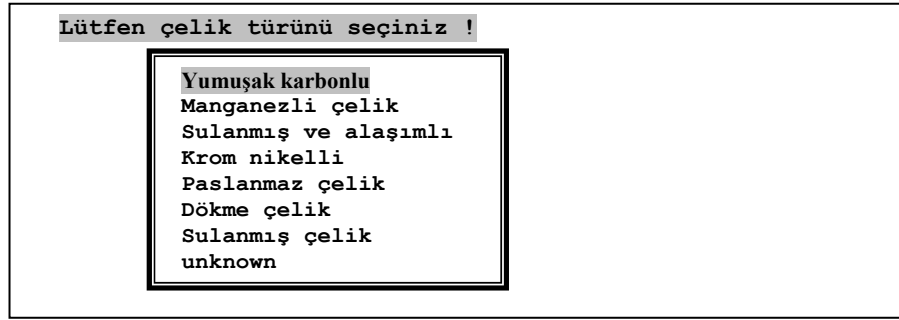 Lütfen çelik türünü seçiniz !
Yumuşak karbonlu
Manganezli çelik
Sulanmış ve alaşımlı
Krom nikelli
Paslanmaz çelik
Dökme çelik
Sulanmış çelik
unknown